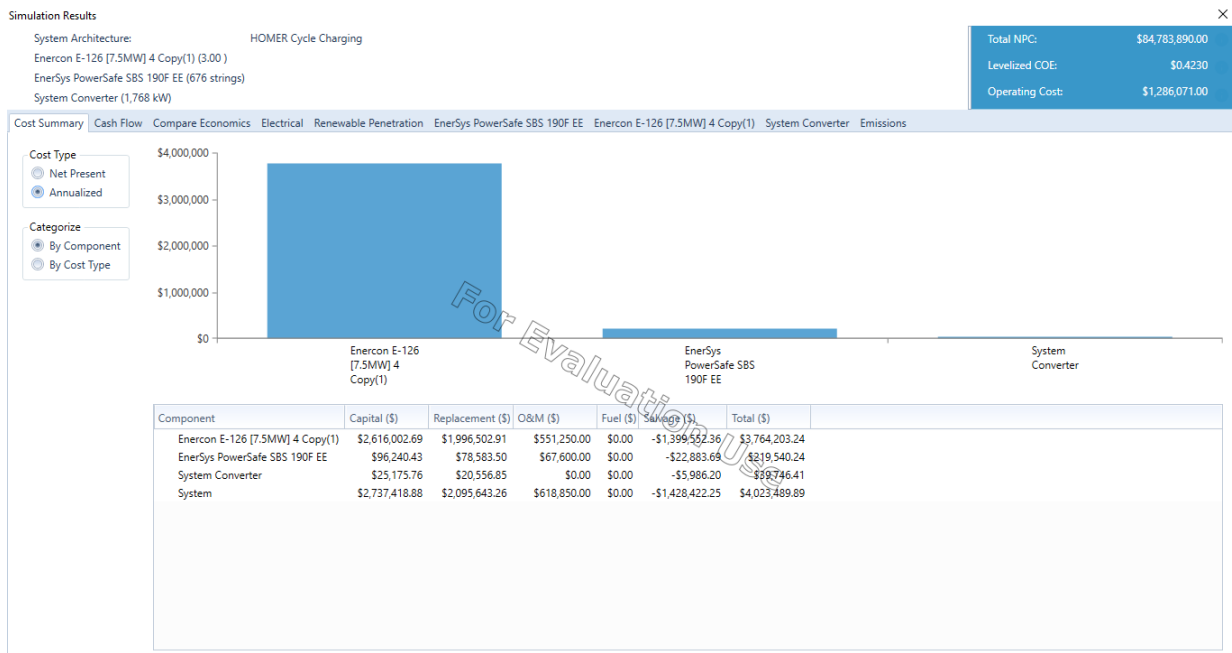 Simulation Results
System Architecture: HOMER Cycle Charging
Enercon E-126 [7.5MW] 4 Copy(1) (3.00 )
EnerSys PowerSafe SBS 190F EE (676 strings)
System Converter (1,768 kW)
Total NPC: $84,783,890.00
Levelized COE: $0.4230
Operating Cost: $1,286,071.00
Cost Summary Cash Flow Compare Economics Electrical Renewable Penetration EnerSys PowerSafe SBS 190F EE Enercon E-126 [7.5MW] 4 Copy(1) System Converter Emissions
Cost Type
Net Present
Annualized
Categorize
By Component
By Cost Type
$4,000,000
$3,000,000
$2,000,000
$1,000,000
$0
Enercon E-126
[7.5MW] 4
Copy(1)
EnerSys
PowerSafe SBS
190F EE
System
Converter
For Evaluation Use
Component Capital ($) Replacement ($) O&M ($) Fuel ($) Salvage ($) Total ($)
Enercon E-126 [7.5MW] 4 Copy(1) $2,616,002.69 $1,996,502.91 $551,250.00 $0.00 -$1,399,552.36 $3,764,203.24
EnerSys PowerSafe SBS 190F EE $96,240.43 $78,583.50 $67,600.00 $0.00 -$22,883.69 $219,540.24
System Converter $25,175.76 $20,556.85 $0.00 $0.00 -$5,986.20 $39,746.41
System $2,737,418.88 $2,095,643.26 $618,850.00 $0.00 -$1,428,422.25 $4,023,489.89